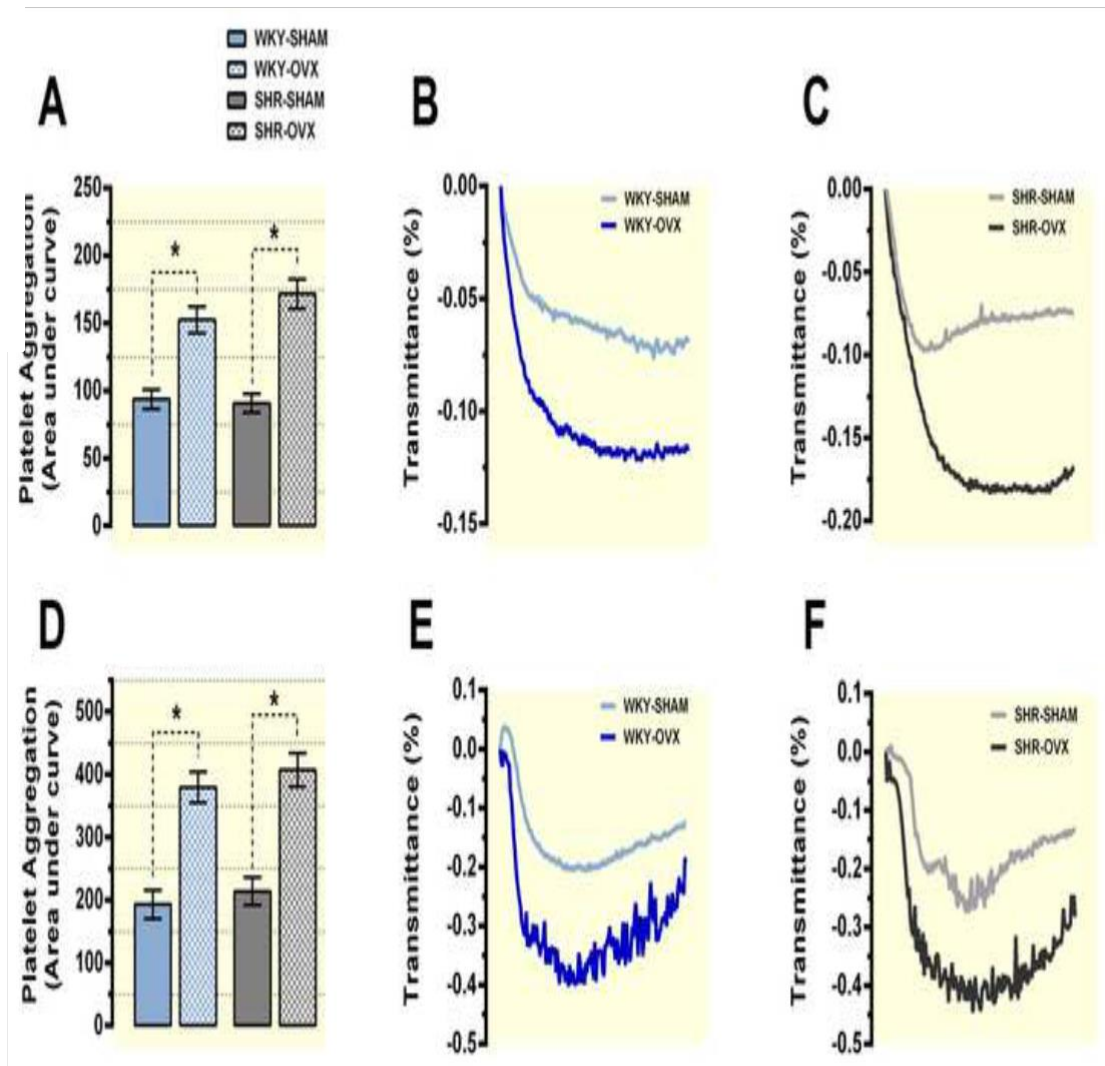 WKY-SHAM
WKY-OVX
SHR-SHAM
SHR-OVX
A
B
C
Platelet Aggregation
(Area under curve)
250
200
150
100
50
0
*
*
Transmittance (%)
0.00
-0.05
-0.10
-0.15
WKY-SHAM
WKY-OVX
Transmittance (%)
0.00
-0.05
-0.10
-0.15
-0.20
SHR-SHAM
SHR-OVX
D
E
F
Platelet Aggregation
(Area under curve)
500
400
300
200
100
0
*
*
Transmittance (%)
0.1
0.0
-0.1
-0.2
-0.3
-0.4
-0.5
WKY-SHAM
WKY-OVX
Transmittance (%)
0.1
0.0
-0.1
-0.2
-0.3
-0.4
-0.5
SHR-SHAM
SHR-OVX